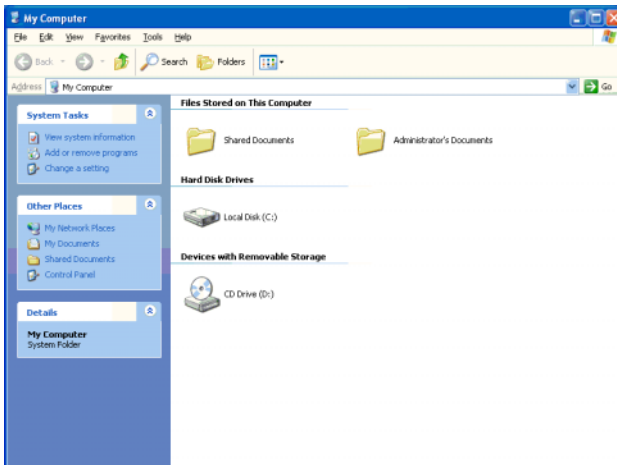 My Computer
File Edit View Favorites Tools Help
Back Search Folders
Address My Computer Go
System Tasks
View system information
Add or remove programs
Change a setting
Other Places
My Network Places
My Documents
Shared Documents
Control Panel
Details
My Computer
System Folder
Files Stored on This Computer
Shared Documents Administrator's Documents
Hard Disk Drives
Local Disk (C:)
Devices with Removable Storage
CD Drive (D:)